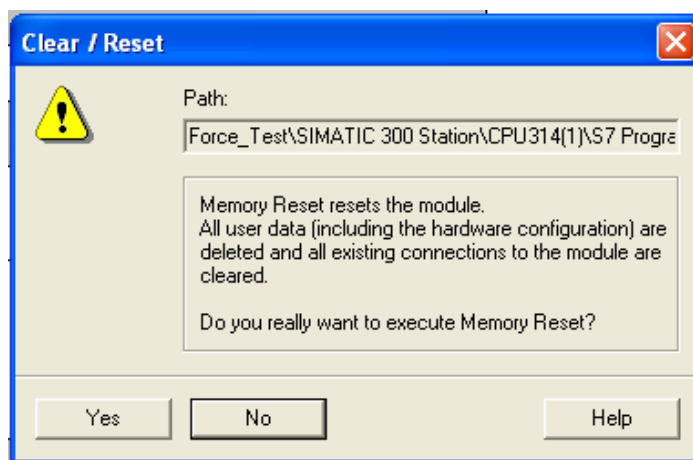 Clear / Reset
Path:
Force_Test\SIMATIC 300 Station\CPU314(1)\S7 Progra
Memory Reset resets the module.
All user data (including the hardware configuration) are
deleted and all existing connections to the module are
cleared.
Do you really want to execute Memory Reset?
Yes No Help